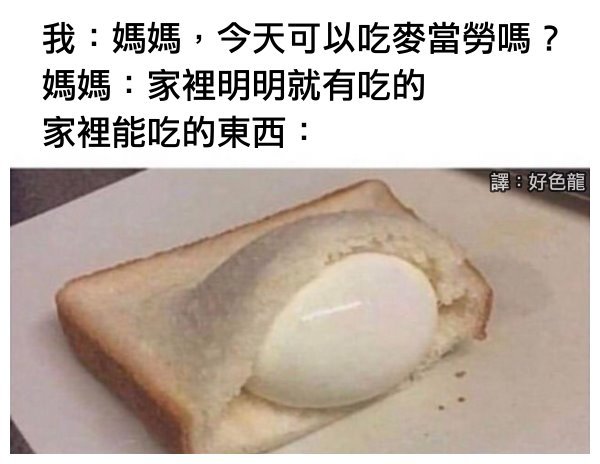 我：媽媽，今天可以吃麥當勞嗎？
媽媽：家裡明明就有吃的
家裡能吃的東西：
譯：好色龍